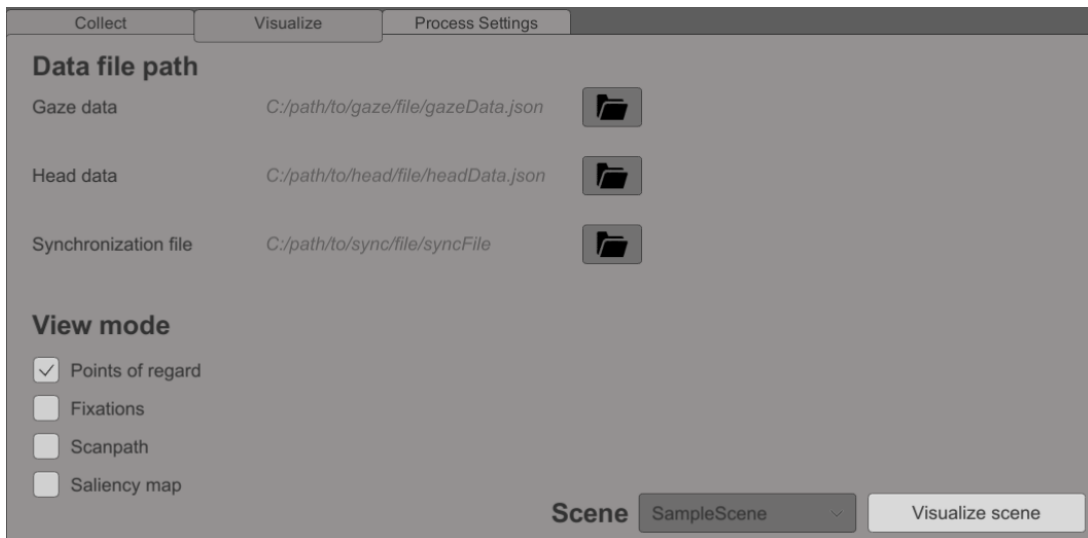 Collect Visualize Process Settings
Data file path
Gaze data C:/path/to/gaze/file/gazeData.json
Head data C:/path/to/head/file/headData.json
Synchronization file C:/path/to/sync/file/syncFile
View mode
Points of regard
Fixations
Scanpath
Saliency map
Scene SampleScene Visualize scene